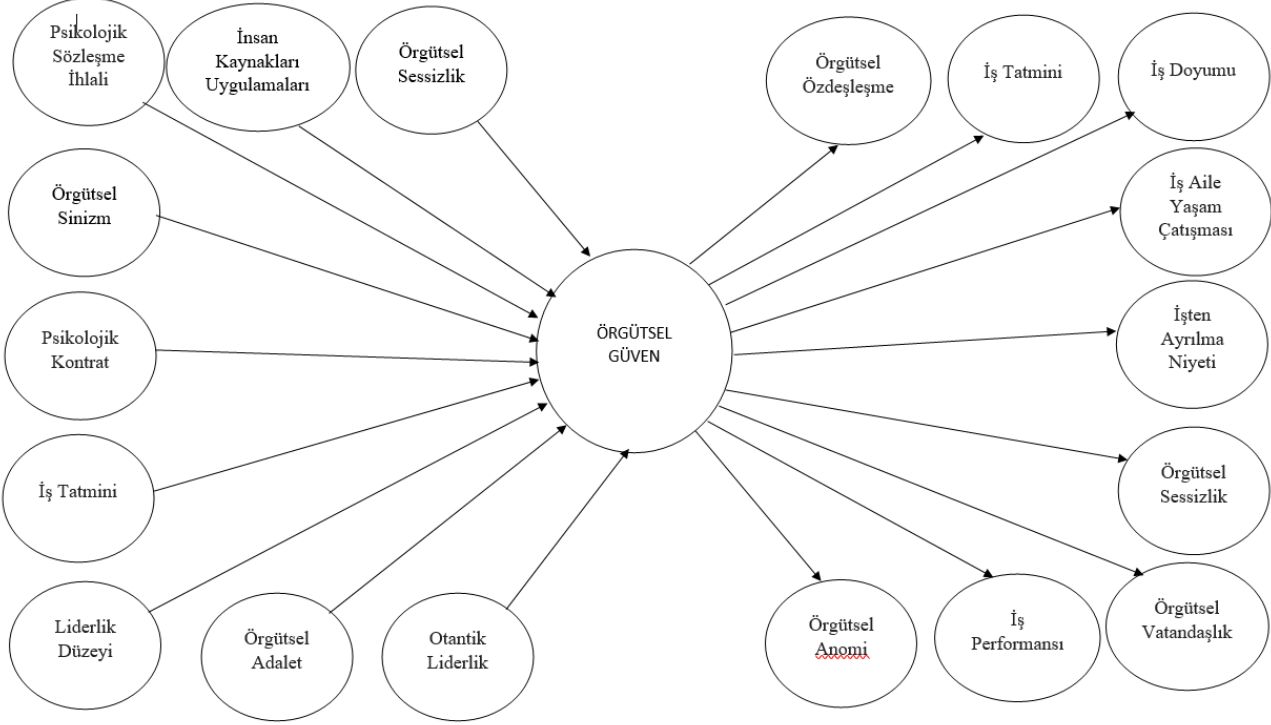 Psikolojik
Sözleşme
İhlali
İnsan
Kaynakları
Uygulamaları
Örgütsel
Sessizlik
Örgütsel
Özdeşleşme
İş Tatmini
İş Doyumu
Örgütsel
Sinizm
İş Aile
Yaşam
Çatışması
Psikolojik
Kontrat
ÖRGÜTSEL
GÜVEN
İşten
Ayrılma
Niyeti
İş Tatmini
Örgütsel
Sessizlik
Liderlik
Düzeyi
Örgütsel
Adalet
Otantik
Liderlik
Örgütsel
Anomi
İş
Performansı
Örgütsel
Vatandaşlık